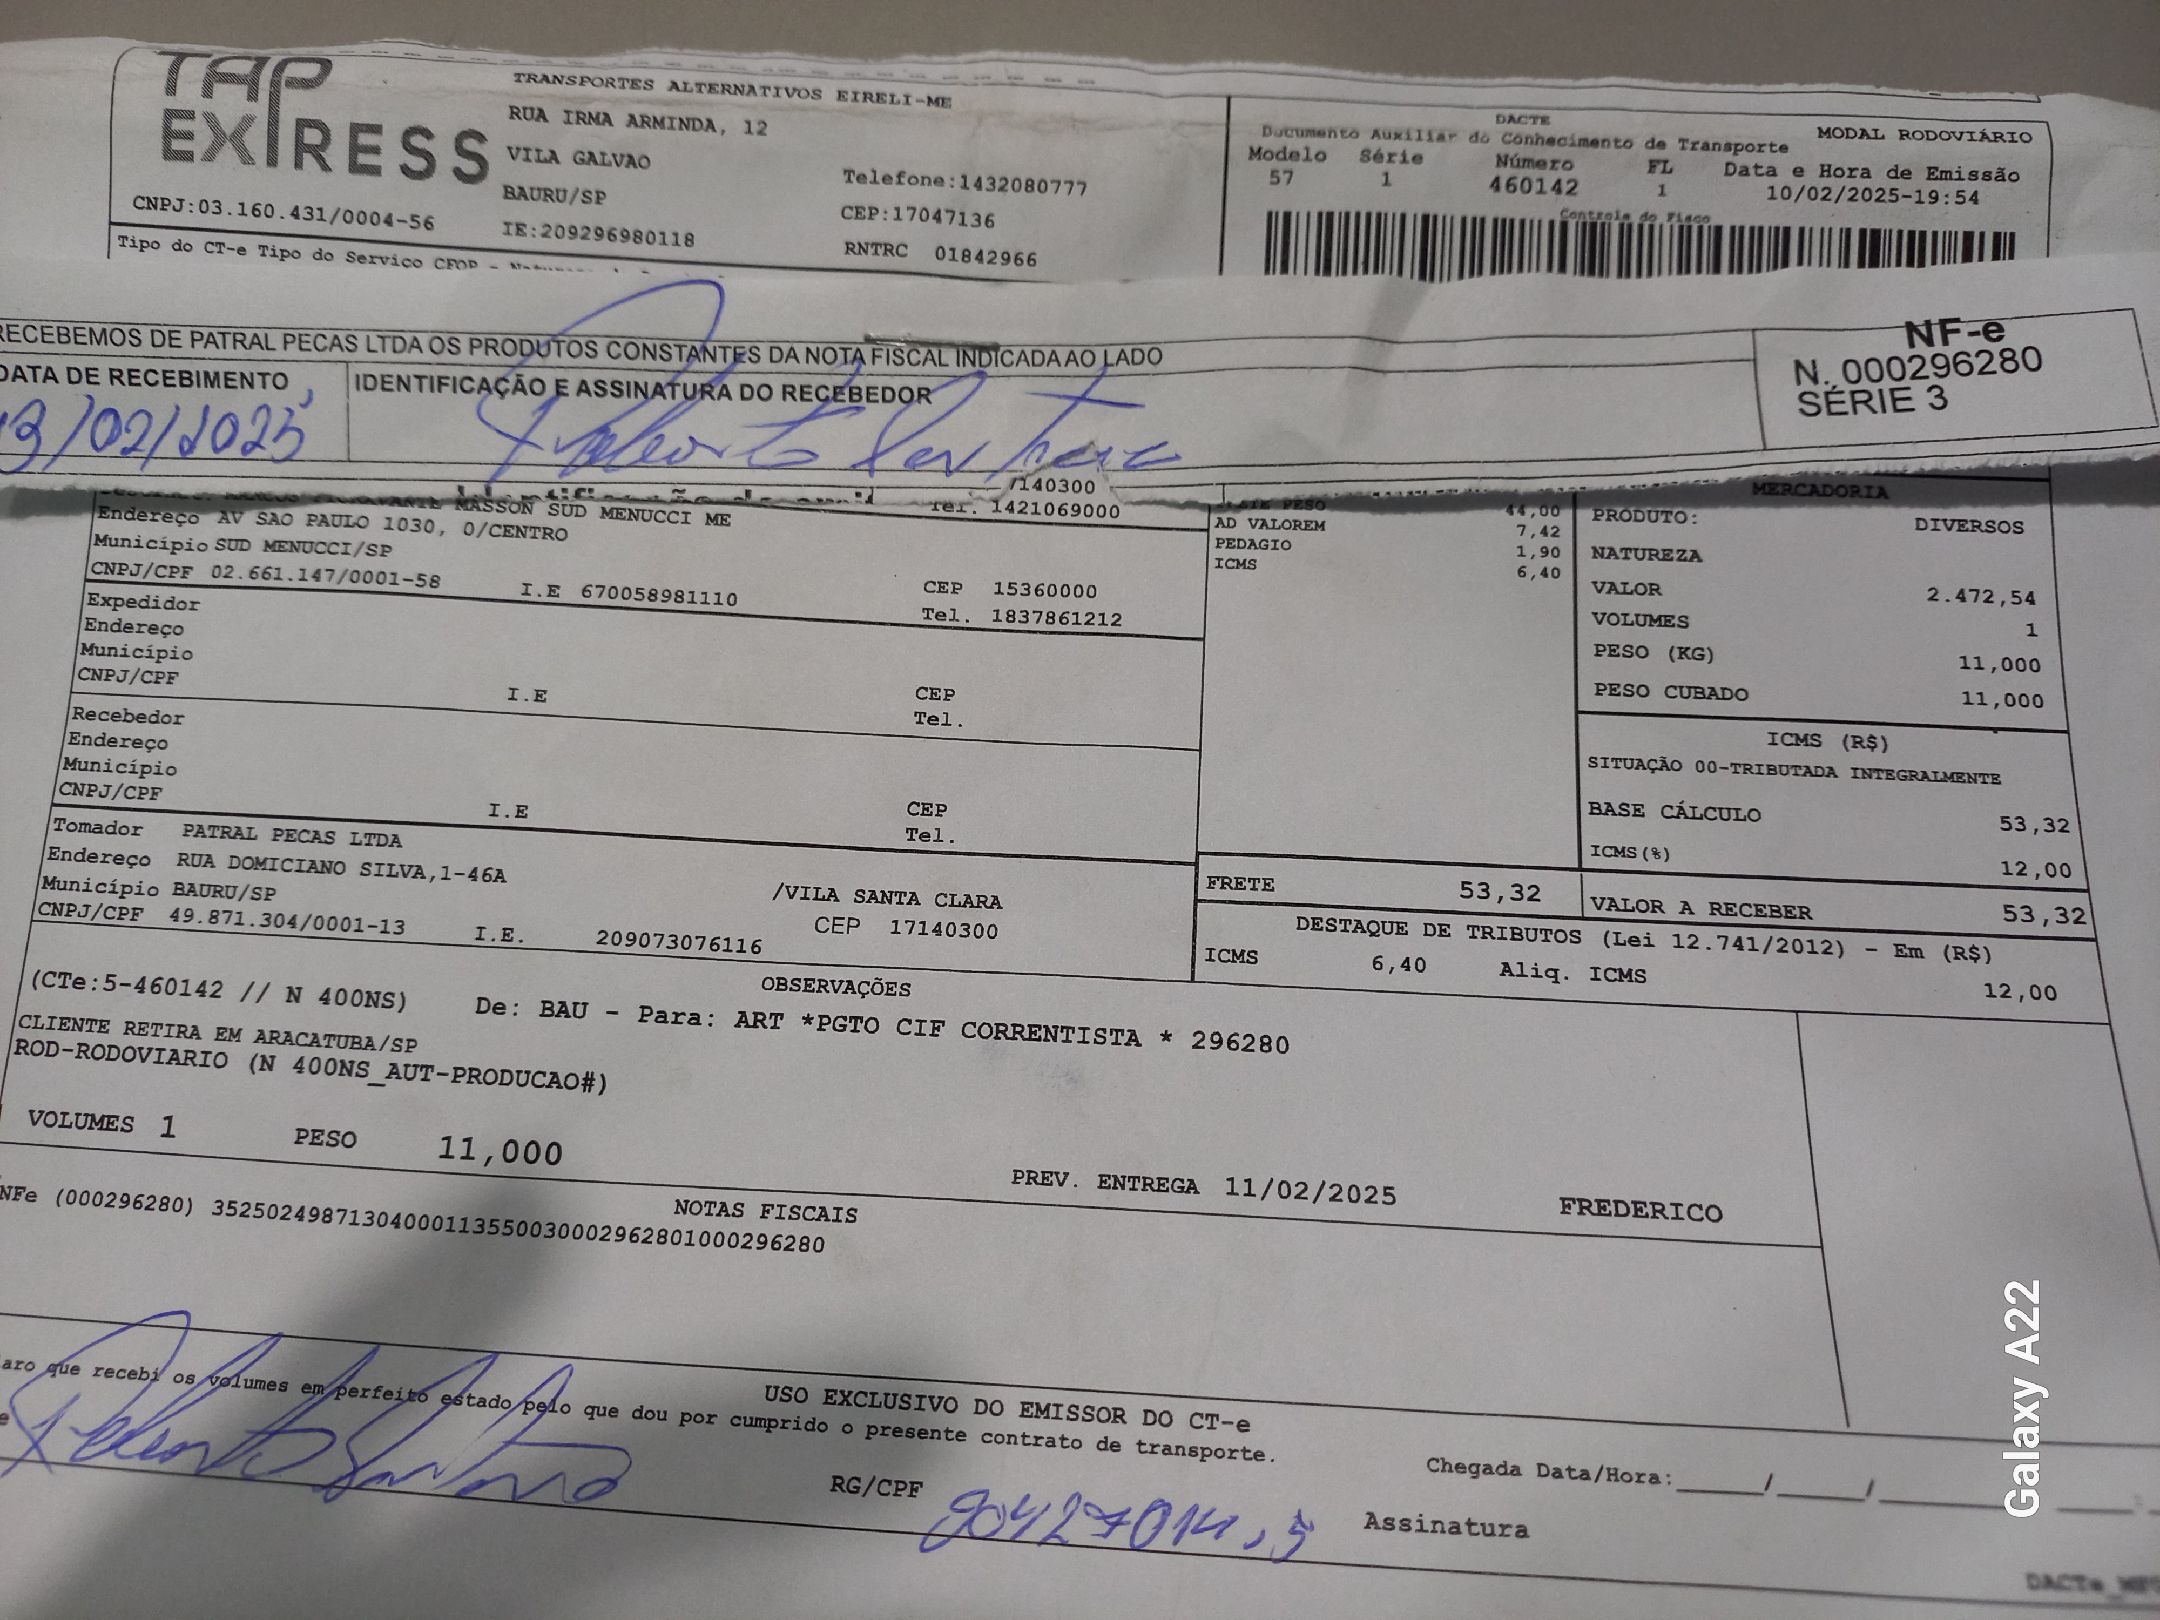 TAP
EXPRESS
TRANSPORTES ALTERNATIVOS EIRELI-ME
RUA IRMA ARMINDA, 12
VILA GALVAO
BAURU/SP
IE:209296980118
Telefone:1432080777
CEP:17047136
RNTRC 01842966
CNPJ:03.160.431/0004-56
Tipo do CT-e Tipo do Serviço CFOP -
DACTE
MODAL RODOVIÁRIO
Documento Auxiliar do Conhecimento de Transporte
Modelo Série Número FL Data e Hora de Emissão
57 1 460142 1 10/02/2025-19:54
Controle do Fisco
RECEBEMOS DE PATRAL PECAS LTDA OS PRODUTOS CONSTANTES DA NOTA FISCAL INDICADA AO LADO
DATA DE RECEBIMENTO
IDENTIFICAÇÃO E ASSINATURA DO RECEBEDOR
/02/2025
Roberto
NF-e
N. 000296280
SÉRIE 3
MASSON SUD MENUCCI ME
Endereço AV SAO PAULO 1030, 0/CENTRO
Município SUD MENUCCI/SP
CNPJ/CPF 02.661.147/0001-58 I.E 670058981110
7140300
Tel. 1421069000
CEP 15360000
Tel. 1837861212
Expedidor
Endereço
Município
CNPJ/CPF I.E
CEP
Tel.
Recebedor
Endereço
Município
CNPJ/CPF I.E
CEP
Tel.
Tomador PATRAL PECAS LTDA
Endereço RUA DOMICIANO SILVA,1-46A /VILA SANTA CLARA
Município BAURU/SP CEP 17140300
CNPJ/CPF 49.871.304/0001-13 I.E. 209073076116
PESO 44,00
AD VALOREM 7,42
PEDAGIO 1,90
ICMS 6,40
MERCADORIA
PRODUTO: DIVERSOS
NATUREZA
VALOR 2.472,54
VOLUMES 1
PESO (KG) 11,000
PESO CUBADO 11,000
ICMS (R$)
SITUAÇÃO 00-TRIBUTADA INTEGRALMENTE
BASE CÁLCULO 53,32
ICMS(%) 12,00
FRETE 53,32
VALOR A RECEBER 53,32
DESTAQUE DE TRIBUTOS (Lei 12.741/2012) - Em (R$)
ICMS 6,40 Aliq. ICMS 12,00
OBSERVAÇÕES
(CTe:5-460142 // N 400NS) De: BAU - Para: ART *PGTO CIF CORRENTISTA * 296280
CLIENTE RETIRA EM ARACATUBA/SP
ROD-RODOVIARIO (N 400NS_AUT-PRODUCAO#)
VOLUMES 1 PESO 11,000
PREV. ENTREGA 11/02/2025 FREDERICO
NOTAS FISCAIS
NFe (000296280) 35250249871304000113550030002962801000296280
USO EXCLUSIVO DO EMISSOR DO CT-e
aro que recebi os volumes em perfeito estado pelo que dou por cumprido o presente contrato de transporte.
Roberto
RG/CPF
Chegada Data/Hora:_____/_____/_____
Assinatura
Galaxy A22